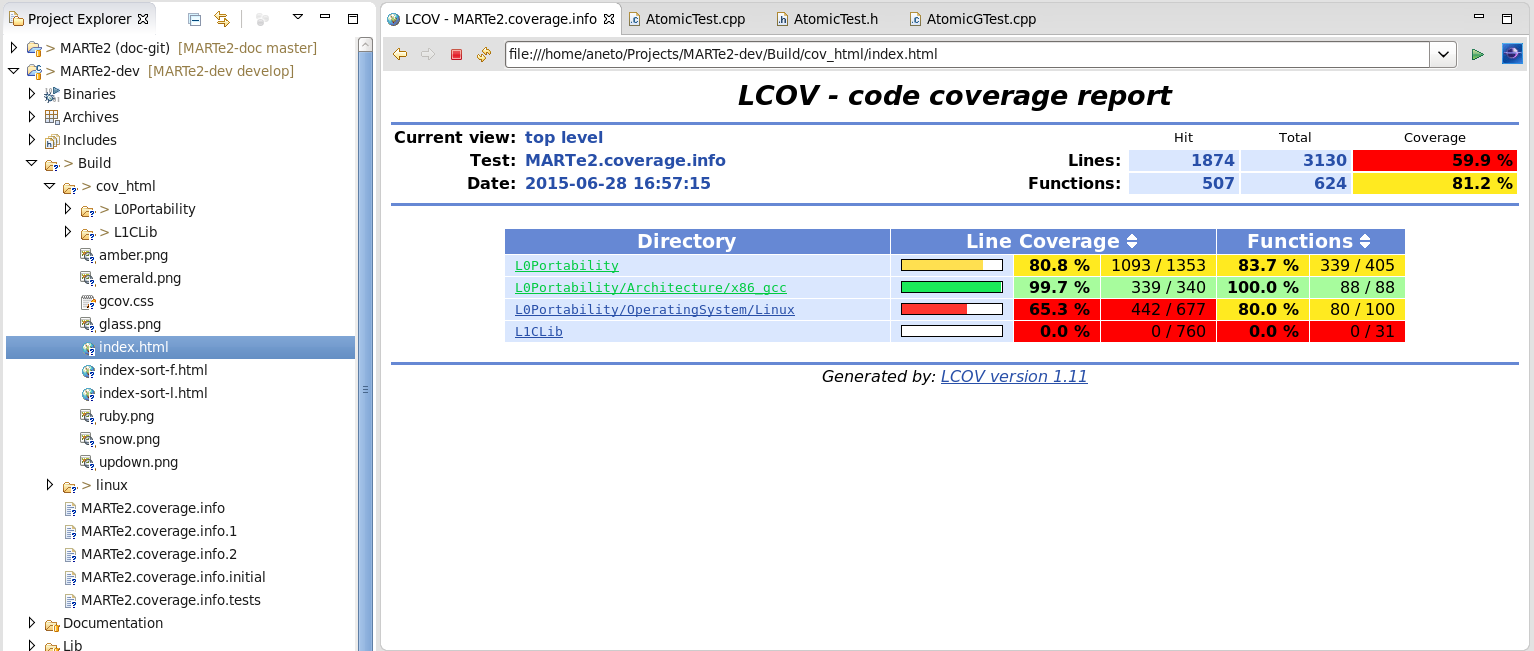 Project Explorer
> MARTe2 (doc-git) [MARTe2-doc master]
> MARTe2-dev [MARTe2-dev develop]
Binaries
Archives
Includes
> Build
> cov_html
> L0Portability
> L1CLib
amber.png
emerald.png
gcov.css
glass.png
index.html
index-sort-f.html
index-sort-l.html
ruby.png
snow.png
updown.png
> linux
MARTe2.coverage.info
MARTe2.coverage.info.1
MARTe2.coverage.info.2
MARTe2.coverage.info.initial
MARTe2.coverage.info.tests
Documentation
Lib
LCOV - MARTe2.coverage.info AtomicTest.cpp AtomicTest.h AtomicGTest.cpp
file:///home/aneto/Projects/MARTe2-dev/Build/cov_html/index.html
LCOV - code coverage report
Current view: top level Hit Total Coverage
Test: MARTe2.coverage.info Lines: 1874 3130 59.9 %
Date: 2015-06-28 16:57:15 Functions: 507 624 81.2 %
Directory Line Coverage Functions
L0Portability 80.8 % 1093 / 1353 83.7 % 339 / 405
L0Portability/Architecture/x86_gcc 99.7 % 339 / 340 100.0 % 88 / 88
L0Portability/OperatingSystem/Linux 65.3 % 442 / 677 80.0 % 80 / 100
L1CLib 0.0 % 0 / 760 0.0 % 0 / 31
Generated by: LCOV version 1.11